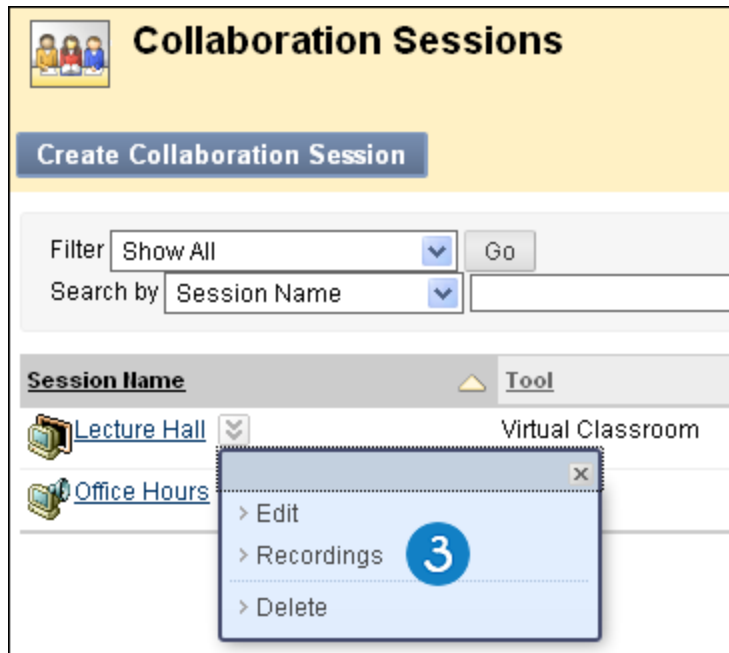 Collaboration Sessions
Create Collaboration Session
Filter Show All Go
Search by Session Name
Session Name Tool
Lecture Hall Virtual Classroom
Office Hours
> Edit
> Recordings 3
> Delete